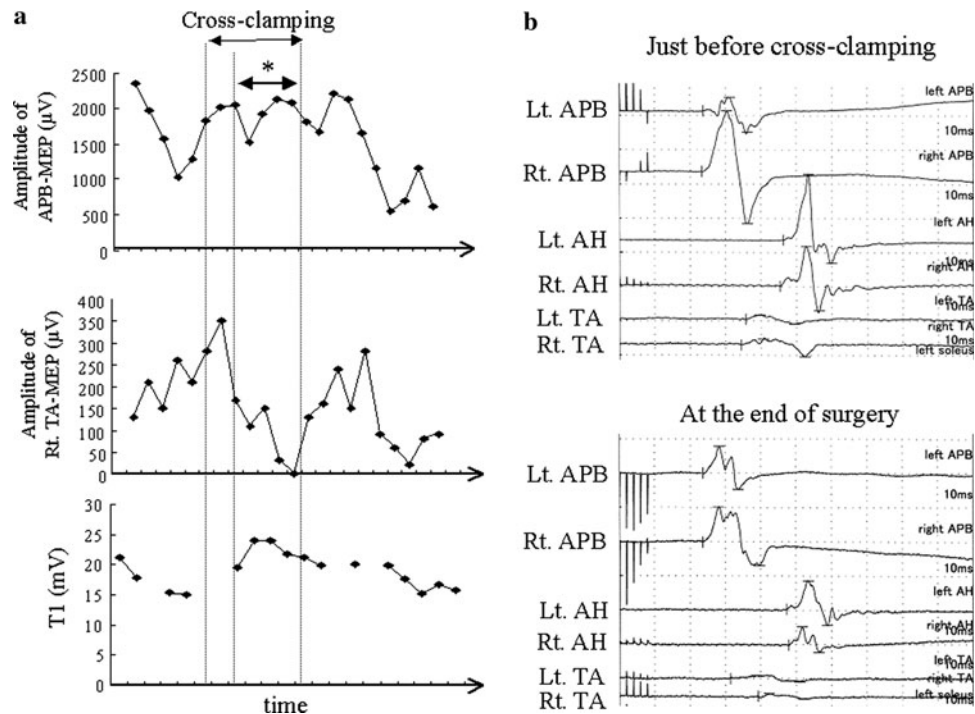 a
Cross-clamping
*
Amplitude of
APB-MEP (μV)
2500
2000
1500
1000
500
0
Amplitude of
Rt. TA-MEP (μV)
400
350
300
250
200
150
100
50
0
T1 (mV)
30
25
20
15
10
5
0
time
b
Just before cross-clamping
Lt. APB
left APB
10ms
Rt. APB
right APB
10ms
Lt. AH
left AH
10ms
Rt. AH
right AH
10ms
Lt. TA
left TA
10ms
Rt. TA
right TA
left soleus
At the end of surgery
Lt. APB
left APB
10ms
Rt. APB
right APB
10ms
Lt. AH
left AH
10ms
Rt. AH
right AH
10ms
Lt. TA
left TA
right TA
Rt. TA
left soleus
10ms